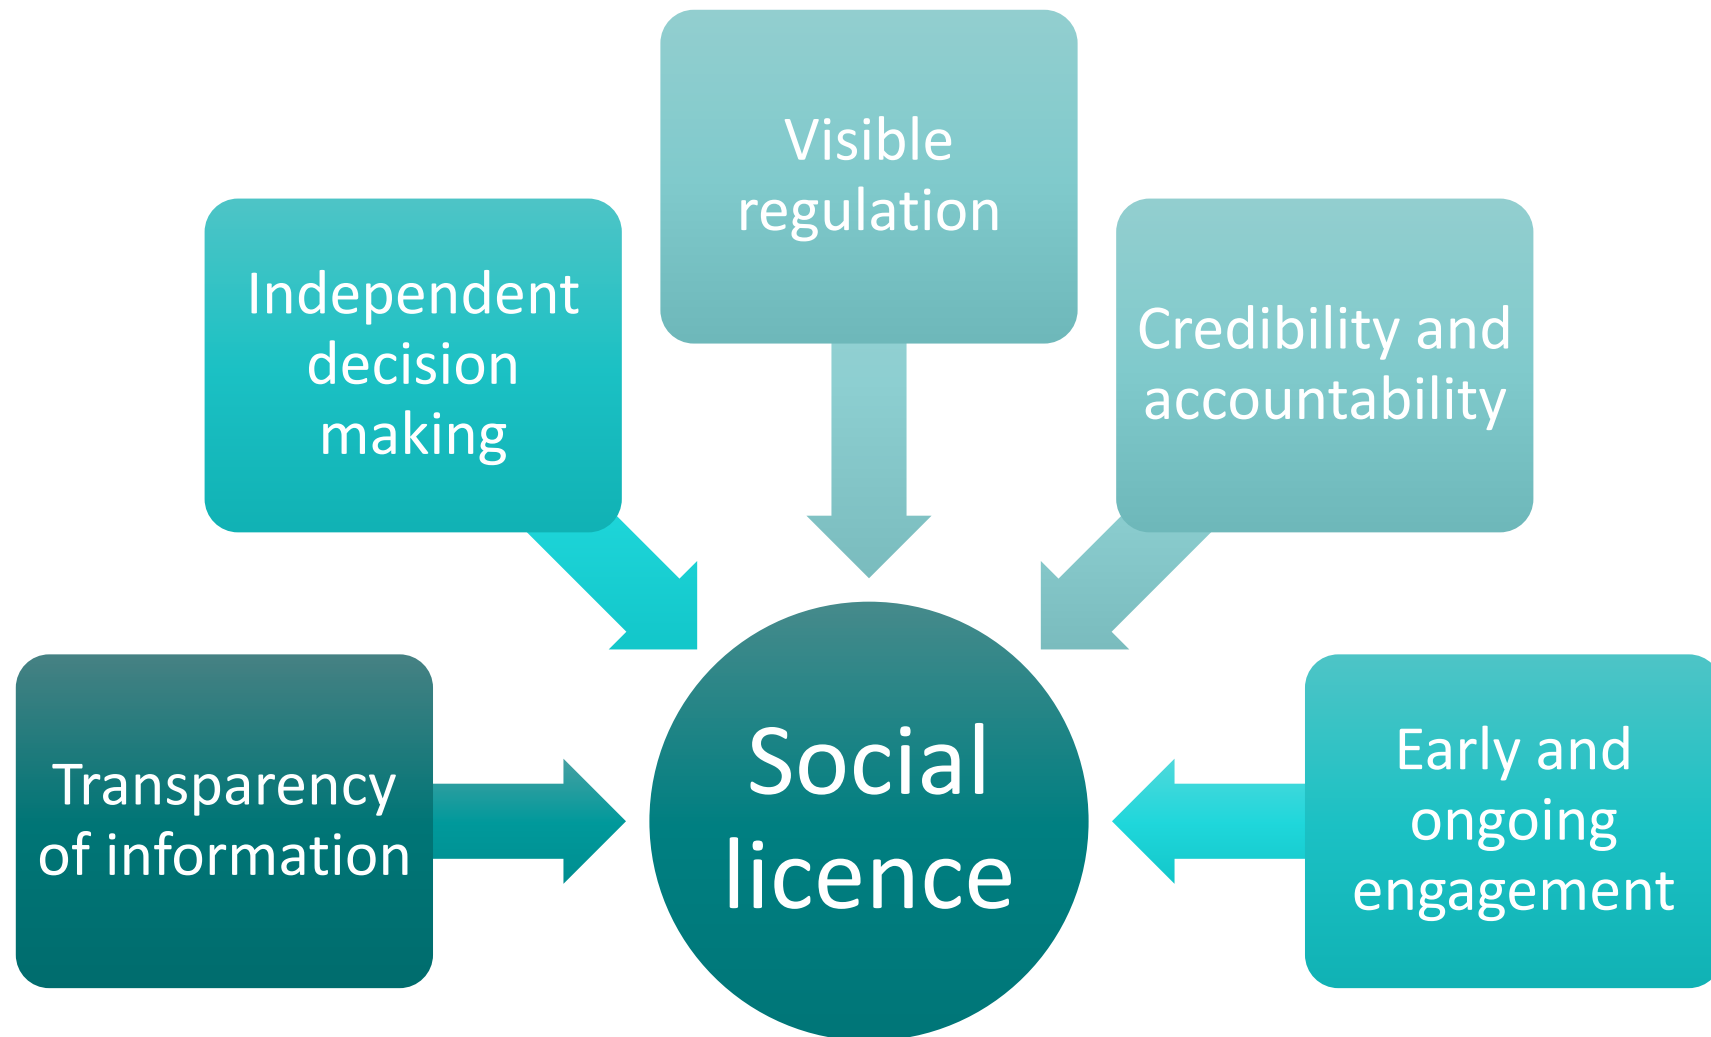 Transparency
of information
Independent
decision
making
Visible
regulation
Credibility and
accountability
Early and
ongoing
engagement
Social
licence